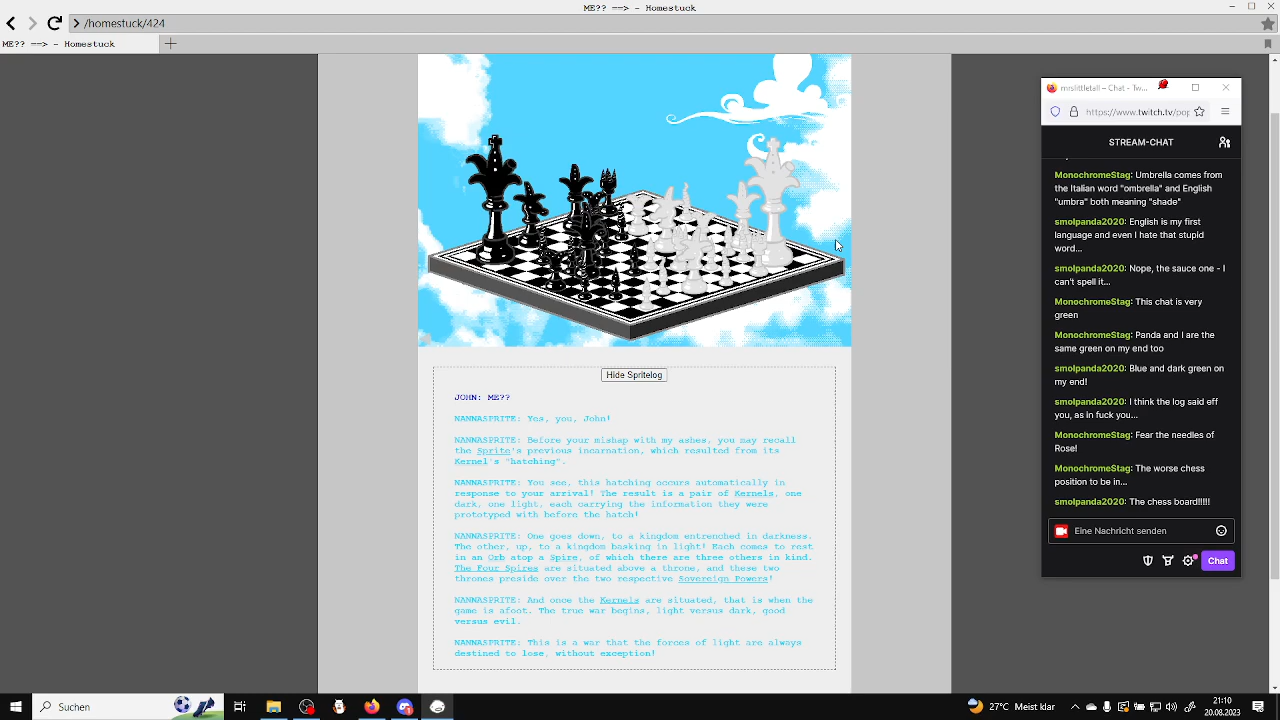 ME?? ==> - Homestuck
/homestuck/424
ME?? ==> - Homestuck
mrslittletall – Chat - Tw...
https://www.twitch.tv/pop
STREAM-CHAT
MonochromeStag: Umbrella comes from
the Italian word "ombrella" and English
"umbra" both meaning "shade"
smolpanda2020: English is my first
language and even I hate that stupid
word...
smolpanda2020: Nope, the sauce one - I
can't spell it...
MonochromeStag: This chat is very
green
MonochromeStag: Panda and I are the
same green on my end too
smolpanda2020: Blue and dark green on
my end!
smolpanda2020: I think the log said eff
you, as in fuck you...
MonochromeStag: Fear the needles of
Rose!
MonochromeStag: The worse chess
position to be in...
smolpanda2020: The chessboard!!!!!
Eine Nachricht senden
Chat
Hide Spritelog
JOHN: ME??
NANNASPRITE: Yes, you, John!
NANNASPRITE: Before your mishap with my ashes, you may recall
the Sprite's previous incarnation, which resulted from its
Kernel's "hatching".
NANNASPRITE: You see, this hatching occurs automatically in
response to your arrival! The result is a pair of Kernels, one
dark, one light, each carrying the information they were
prototyped with before the hatch!
NANNASPRITE: One goes down, to a kingdom entrenched in darkness.
The other, up, to a kingdom basking in light! Each comes to rest
in an Orb atop a Spire, of which there are three others in kind.
The Four Spires are situated above a throne, and these two
thrones preside over the two respective Sovereign Powers!
NANNASPRITE: And once the Kernels are situated, that is when the
game is afoot. The true war begins, light versus dark, good
versus evil.
NANNASPRITE: This is a war that the forces of light are always
destined to lose, without exception!
Suchen
27°C Meist klar
21:10
20.08.2023